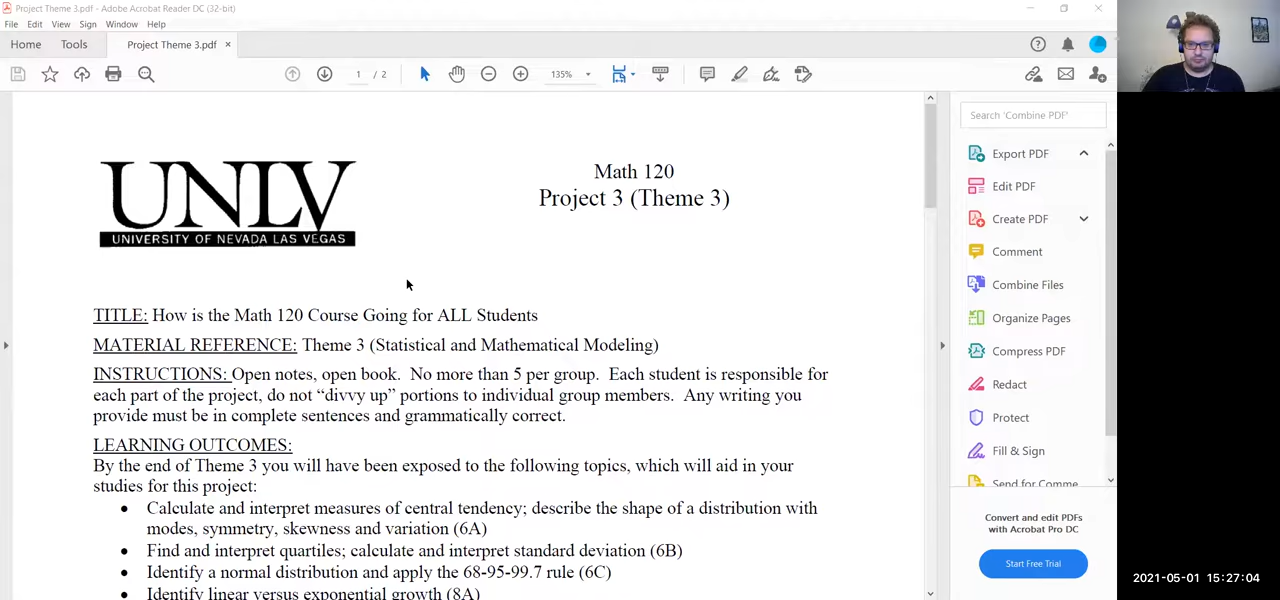 Project Theme 3.pdf - Adobe Acrobat Reader DC (32-bit)
File Edit View Sign Window Help
Home Tools Project Theme 3.pdf ×
1 / 2 135%
Search 'Combine PDF'
Export PDF
Edit PDF
Create PDF
Comment
Combine Files
Organize Pages
Compress PDF
Redact
Protect
Fill & Sign
Send for Comme
Convert and edit PDFs
with Acrobat Pro DC
Start Free Trial
UNLV
UNIVERSITY OF NEVADA LAS VEGAS
Math 120
Project 3 (Theme 3)
TITLE: How is the Math 120 Course Going for ALL Students
MATERIAL REFERENCE: Theme 3 (Statistical and Mathematical Modeling)
INSTRUCTIONS: Open notes, open book. No more than 5 per group. Each student is responsible for
each part of the project, do not “divvy up” portions to individual group members. Any writing you
provide must be in complete sentences and grammatically correct.
LEARNING OUTCOMES:
By the end of Theme 3 you will have been exposed to the following topics, which will aid in your
studies for this project:
• Calculate and interpret measures of central tendency; describe the shape of a distribution with
modes, symmetry, skewness and variation (6A)
• Find and interpret quartiles; calculate and interpret standard deviation (6B)
• Identify a normal distribution and apply the 68-95-99.7 rule (6C)
• Identify linear versus exponential growth (8A)
2021-05-01 15:27:04